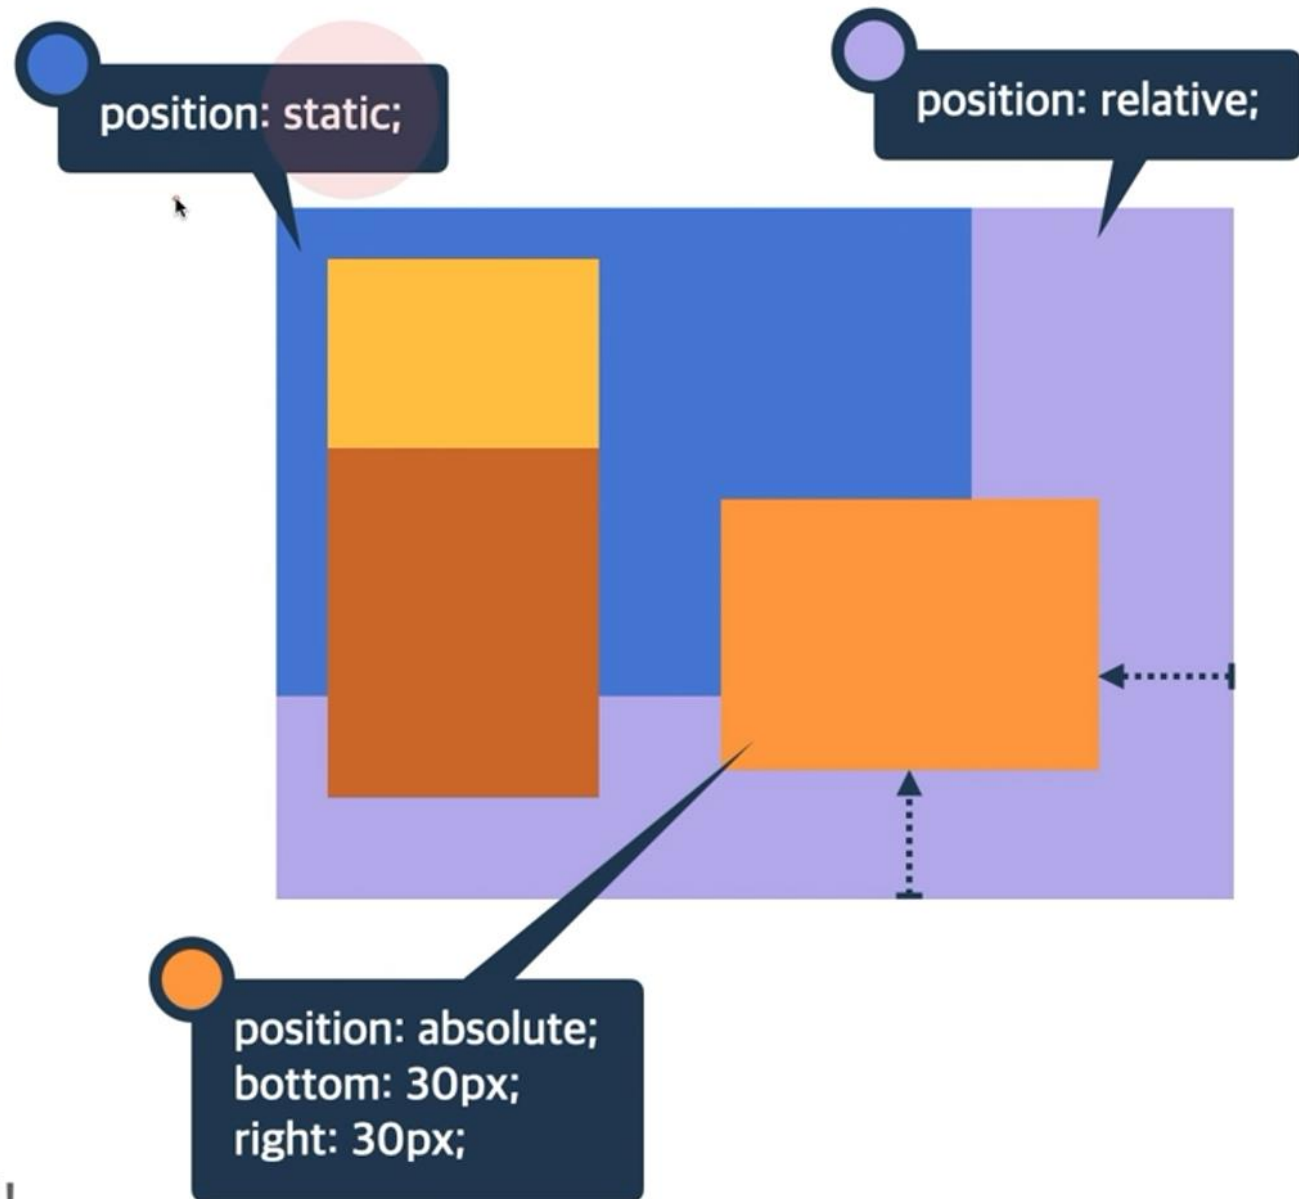 position: static;
position: relative;
position: absolute;
bottom: 30px;
right: 30px;